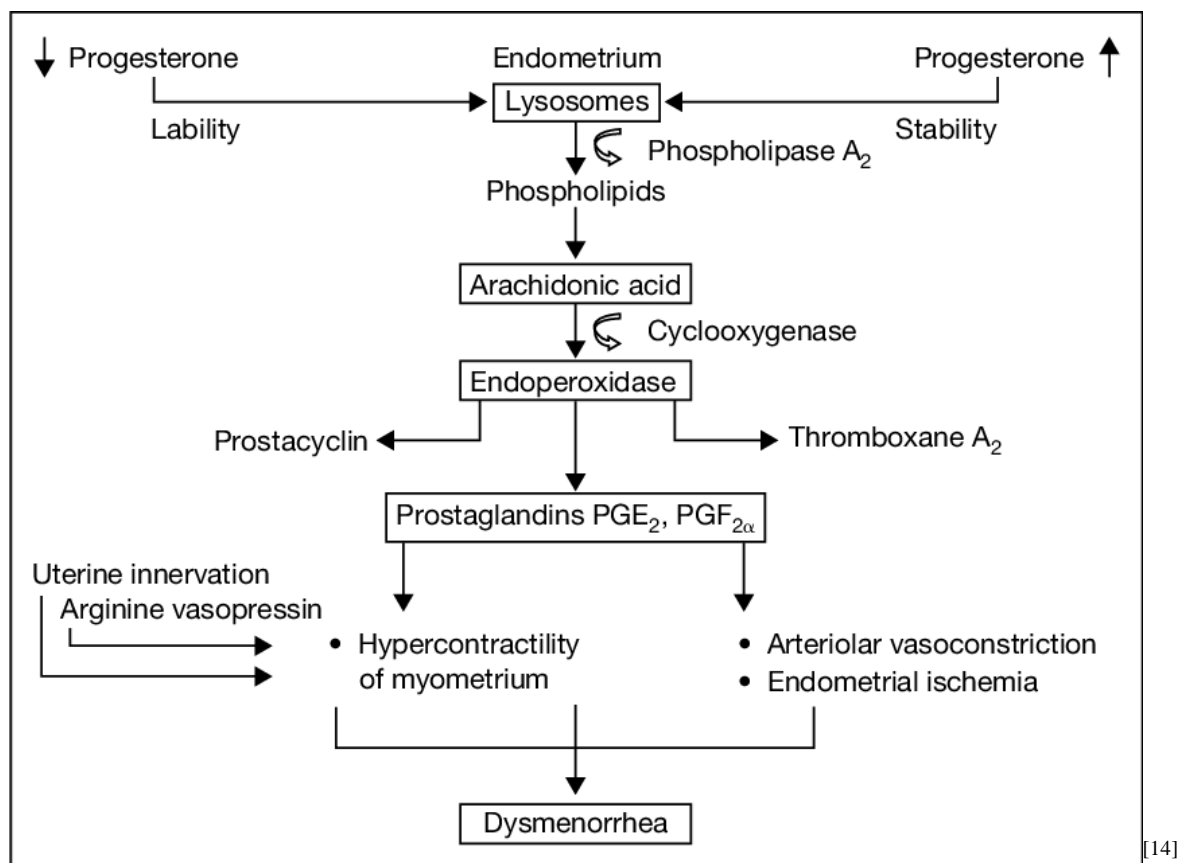 ↓ Progesterone
Endometrium
Progesterone ↑
Lysosomes
Lability
Stability
Phospholipase A₂
Phospholipids
Arachidonic acid
Cyclooxygenase
Endoperoxidase
Prostacyclin
Thromboxane A₂
Prostaglandins PGE₂, PGF₂α
Uterine innervation
Arginine vasopressin
• Hypercontractility
of myometrium
• Arteriolar vasoconstriction
• Endometrial ischemia
Dysmenorrhea
[14]